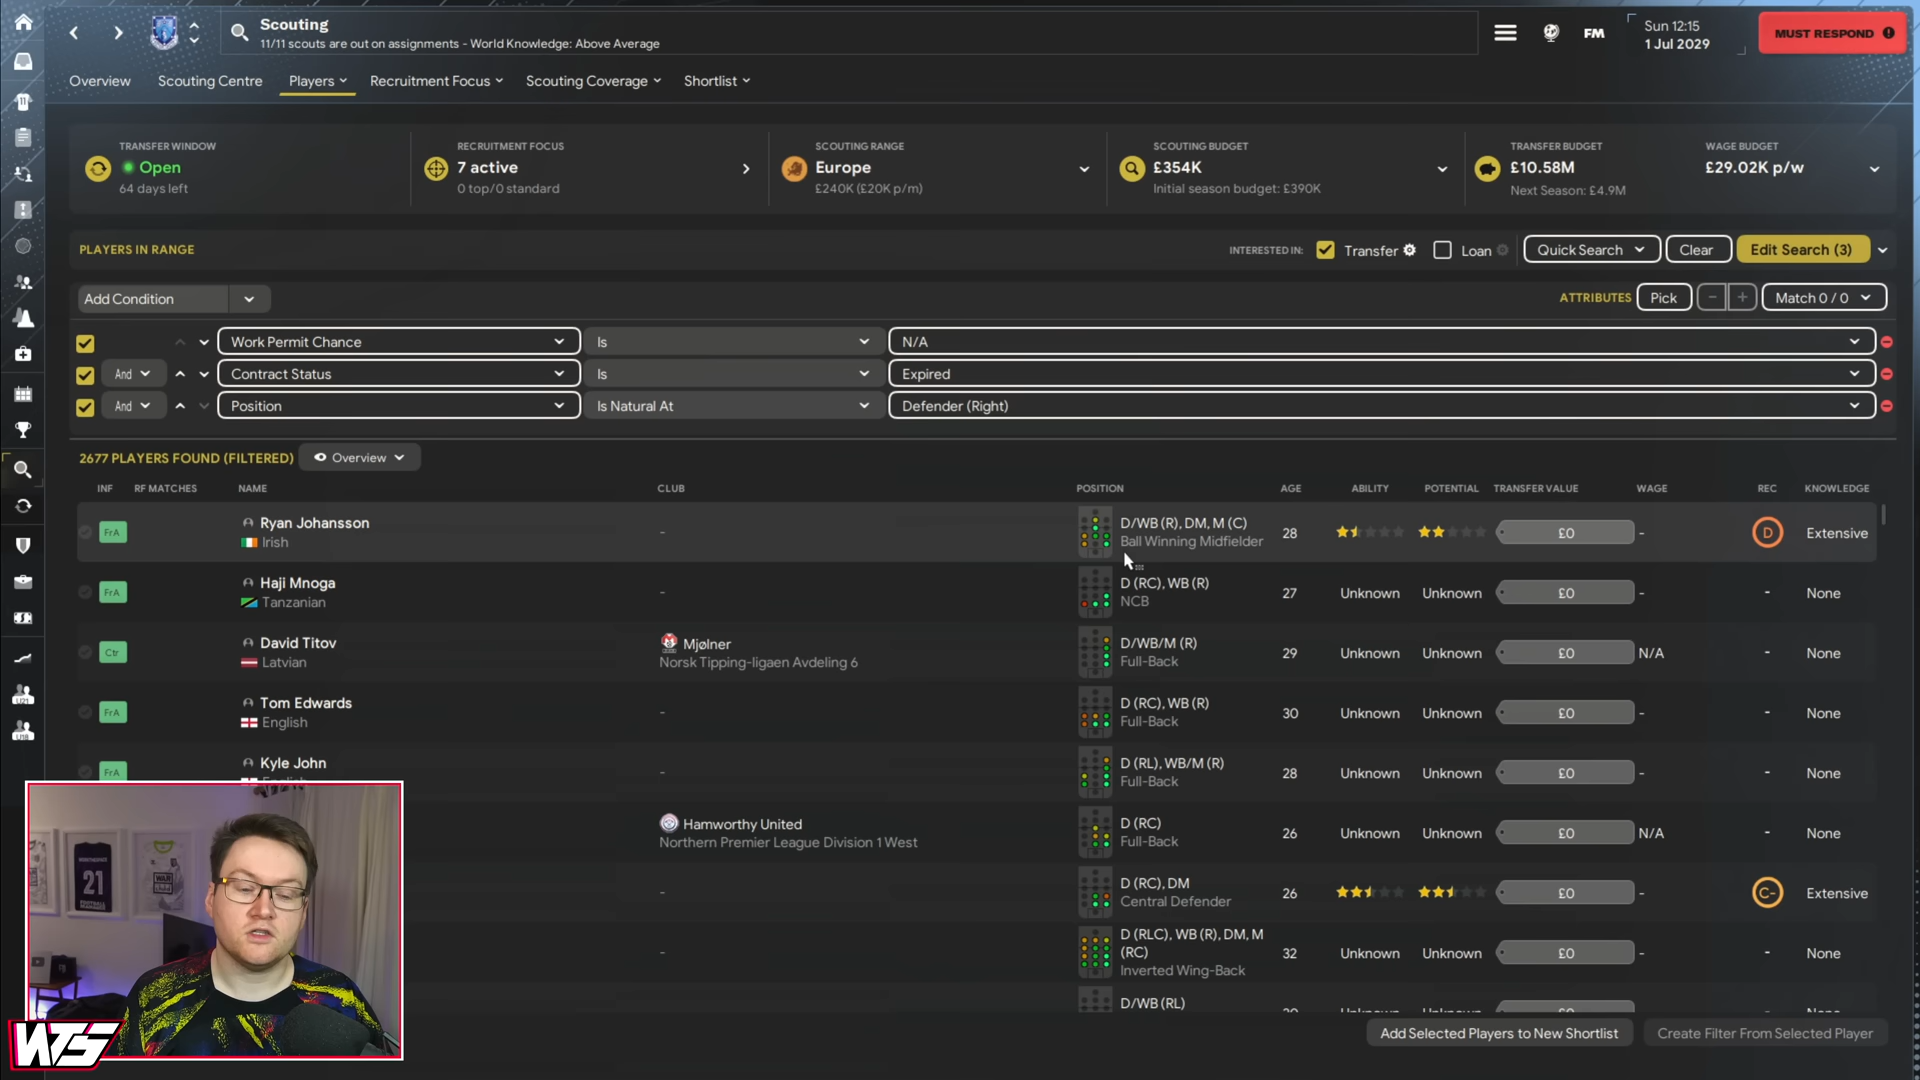 Scouting
11/11 scouts are out on assignments - World Knowledge: Above Average
FM
Sun 12:15
1 Jul 2029
MUST RESPOND
Overview
Scouting Centre
Players
Recruitment Focus
Scouting Coverage
Shortlist
TRANSFER WINDOW
Open
64 days left
RECRUITMENT FOCUS
7 active
0 top/0 standard
SCOUTING RANGE
Europe
£240K (£20K p/m)
SCOUTING BUDGET
£354K
Initial season budget: £390K
TRANSFER BUDGET
£10.58M
Next Season: £4.9M
WAGE BUDGET
£29.02K p/w
PLAYERS IN RANGE
INTERESTED IN:
Transfer
Loan
Quick Search
Clear
Edit Search (3)
Add Condition
ATTRIBUTES
Pick
Match 0 / 0
Work Permit Chance
Is
N/A
And
Contract Status
Is
Expired
And
Position
Is Natural At
Defender (Right)
2677 PLAYERS FOUND (FILTERED)
Overview
INF RF MATCHES NAME CLUB POSITION AGE ABILITY POTENTIAL TRANSFER VALUE WAGE REC KNOWLEDGE
FrA Ryan Johansson - D/WB (R), DM, M (C) 28 £0 - D Extensive
Irish Ball Winning Midfielder
FrA Haji Mnoga - D (RC), WB (R) 27 Unknown Unknown £0 - - None
Tanzanian NCB
Ctr David Titov Mjølner D/WB/M (R) 29 Unknown Unknown £0 N/A - None
Latvian Norsk Tipping-ligaen Avdeling 6 Full-Back
FrA Tom Edwards - D (RC), WB (R) 30 Unknown Unknown £0 - - None
English Full-Back
FrA Kyle John - D (RL), WB/M (R) 28 Unknown Unknown £0 - - None
Full-Back
Hamworthy United D (RC) 26 Unknown Unknown £0 N/A - None
Northern Premier League Division 1 West Full-Back
- D (RC), DM 26 £0 - C- Extensive
Central Defender
- D (RLC), WB (R), DM, M (RC) 32 Unknown Unknown £0 - - None
Inverted Wing-Back
D/WB (RL)
Add Selected Players to New Shortlist
Create Filter From Selected Player
U21
U18
21
WTS